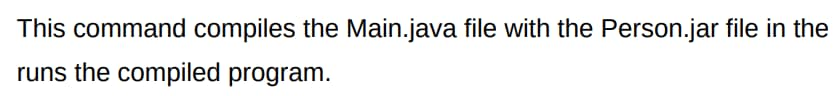 This command compiles the Main.java file with the Person.jar file in the
runs the compiled program.